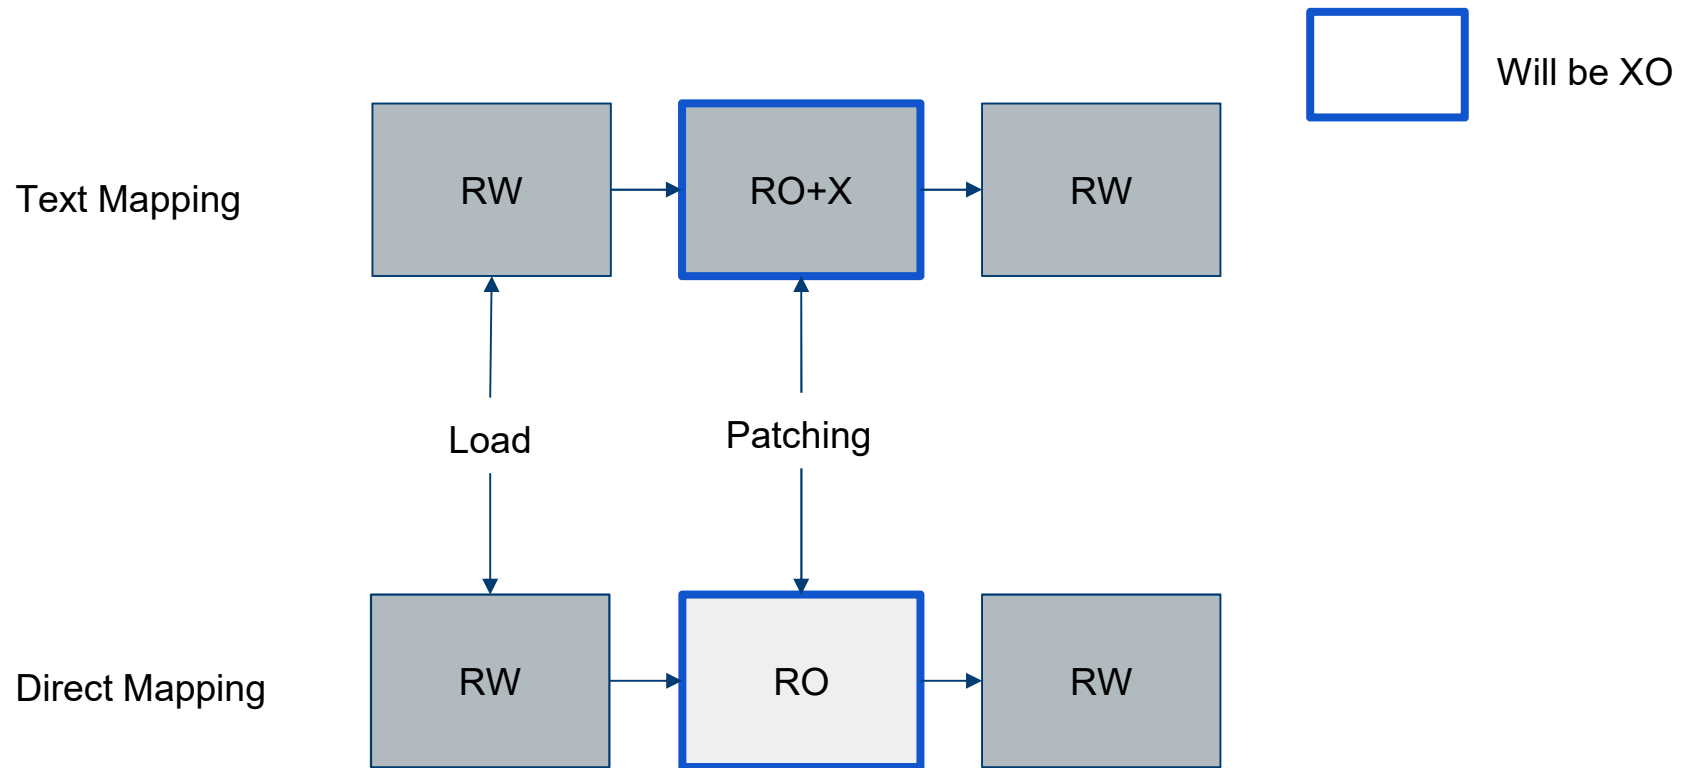 Will be XO
Text Mapping
RW
RO+X
RW
Load
Patching
Direct Mapping
RW
RO
RW